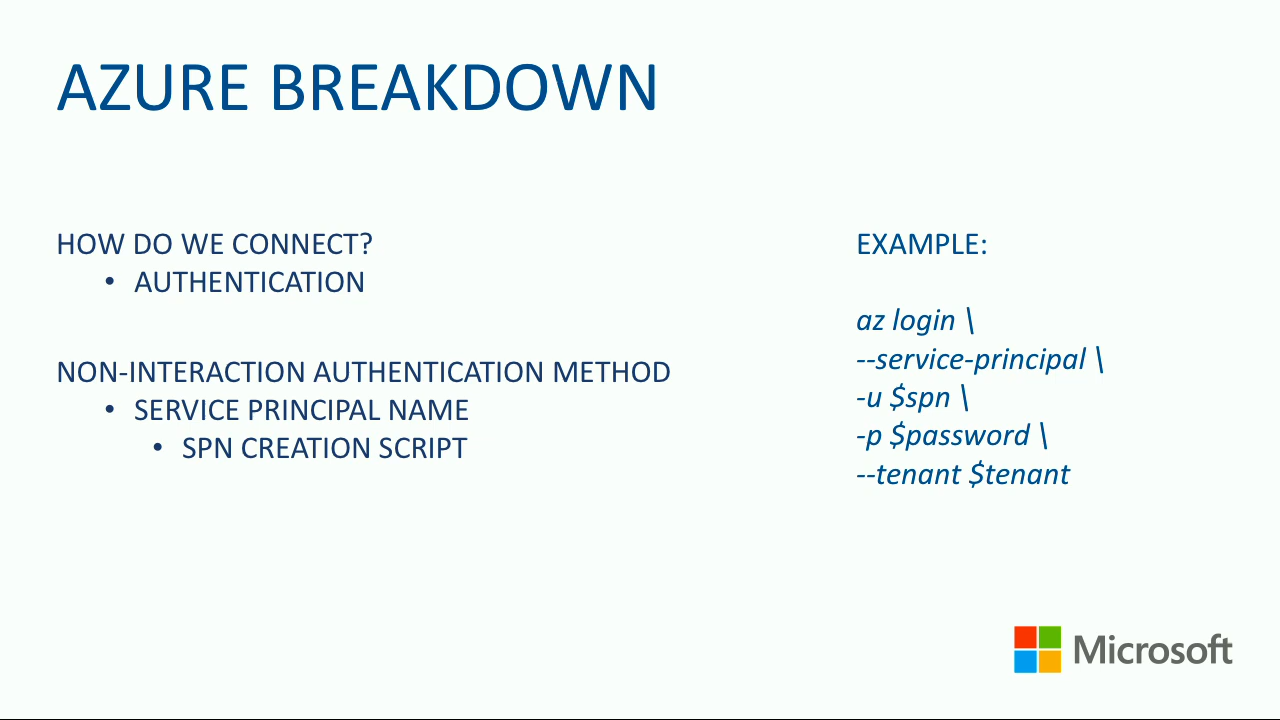 AZURE BREAKDOWN
HOW DO WE CONNECT?
• AUTHENTICATION
NON-INTERACTION AUTHENTICATION METHOD
• SERVICE PRINCIPAL NAME
• SPN CREATION SCRIPT
EXAMPLE:
az login \
--service-principal \
-u $spn \
-p $password \
--tenant $tenant
Microsoft